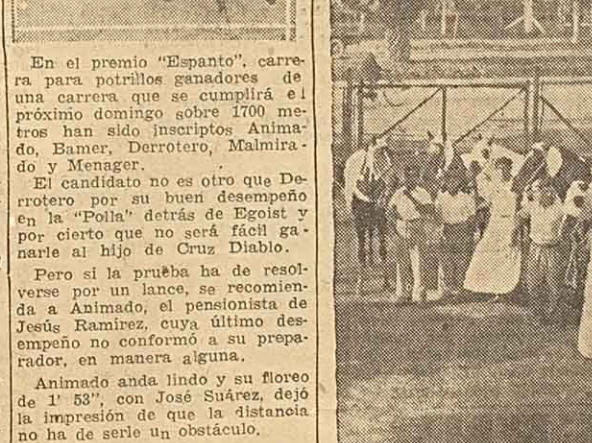 En el premio "Espanto", carre-
ra para potrillos ganadores de
una carrera que se cumplirá el
próximo domingo sobre 1700 me-
tros han sido inscriptos Anima-
do, Bamer, Derrotero, Malmira-
do y Menager.
El candidato no es otro que De-
rrotero por su buen desempeño
en la "Polla" detrás de Egoist y
por cierto que no será fácil ga-
narle al hijo de Cruz Diablo.
Pero si la pruéba ha de resol-
verse por un lance, se recomien-
da a Animado, el pensionista de
Jesús Ramirez, cuya último des-
empeño no conformó a su prepa-
rador, en manera alguna.
Animado anda lindo y su floreo
de 1' 53", con José Suárez, dejó
la impresión de que la distancia
no ha de serle un obstáculo.